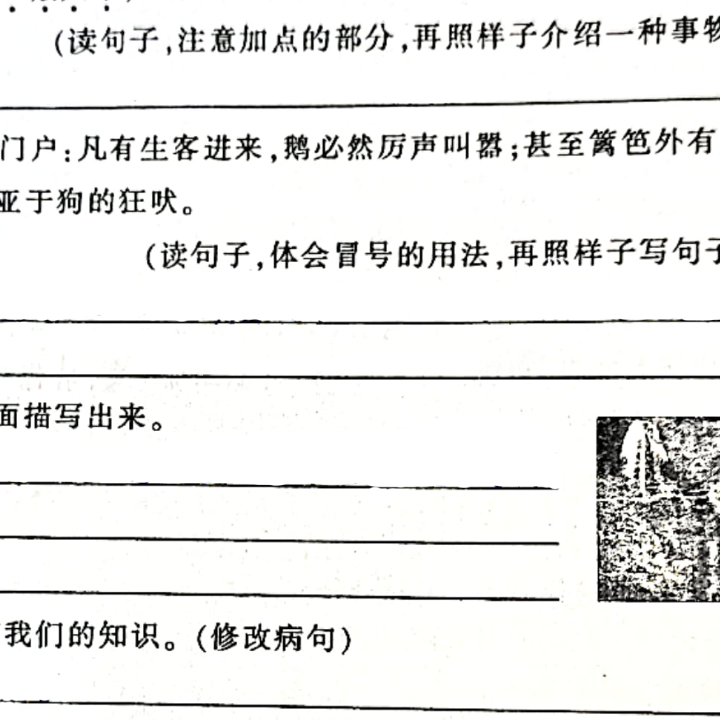 (读句子,注意加点的部分,再照样子介绍一种事物
门户:凡有生客进来,鹅必然厉声叫嚣;甚至篱笆外有
亚于狗的狂吠。
(读句子,体会冒号的用法,再照样子写句子
面描写出来。
我们的知识。(修改病句)